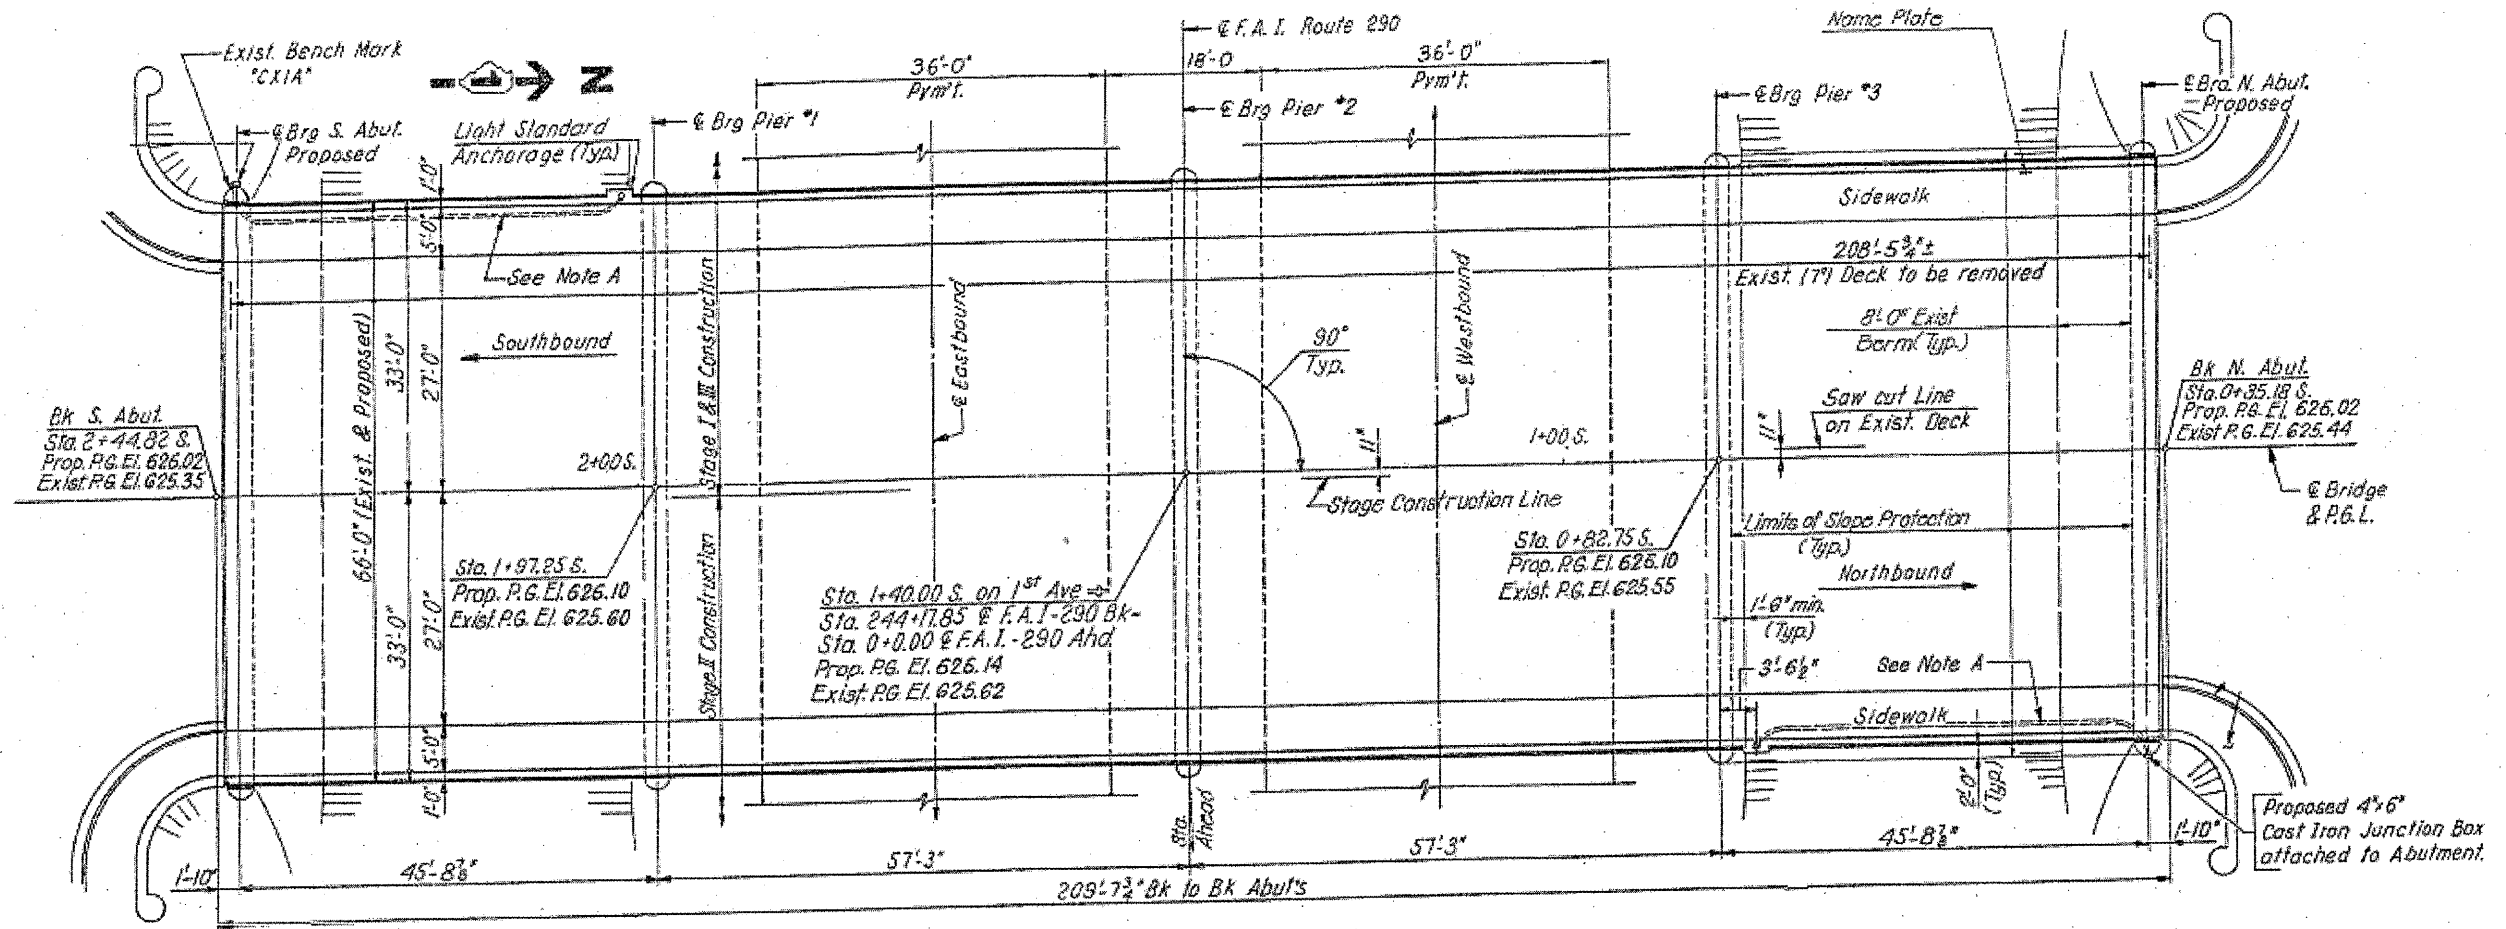 ℄ F.A.I. Route 290
Name Plate
Exist. Bench Mark
"CX1A"
N
36'-0"
Pvm't.
18'-0
36'-0"
Pvm't.
℄ Brg Pier #1
℄ Brg Pier #2
℄ Brg Pier #3
℄ Brg N. Abut.
Proposed
℄ Brg S. Abut.
Proposed
Light Standard
Anchorage (Typ.)
1'-0"
5'-0"
Sidewalk
208'-5¾"±
Exist. (7") Deck to be removed
See Note A
Southbound
66'-0" (Exist. & Proposed)
33'-0"
27'-0"
Stage I & III Construction
℄ Eastbound
90°
Typ.
℄ Westbound
8'-0" Exist
Berm (Typ.)
Bk N. Abut.
Sta. 0+35.18 S.
Prop. P.G. El. 626.02
Exist P.G. El. 625.44
Saw cut Line
on Exist. Deck
11"
11"
Bk S. Abut.
Sta. 2+44.82 S.
Prop. P.G. El. 626.02
Exist P.G. El. 625.35
2+00 S.
1+00 S.
Stage Construction Line
℄ Bridge
& P.G.L.
Limits of Slope Protection
(Typ.)
Sta. 0+82.75 S.
Prop. P.G. El. 626.10
Exist. P.G. El. 625.55
Northbound
Sta. 1+97.25 S.
Prop. P.G. El. 626.10
Exist P.G. El. 625.60
33'-0"
27'-0"
Stage II Construction
Sta. 1+40.00 S. on 1st Ave =
Sta. 244+17.85 ℄ F.A.I-290 Bk-
Sta. 0+0.00 ℄ F.A.I.-290 Ahd
Prop. P.G. El. 626.14
Exist. P.G. El. 625.62
1'-6" min.
(Typ.)
3'-6½"
See Note A
Sidewalk
5'-0"
1'-0"
2'-0"
(Typ.)
Sta.
Ahead
Proposed 4"x6"
Cast Iron Junction Box
attached to Abutment.
1'-10"
45'-8⅞"
57'-3"
57'-3"
45'-8⅞"
1'-10"
209'-7¾" Bk to Bk Abut's